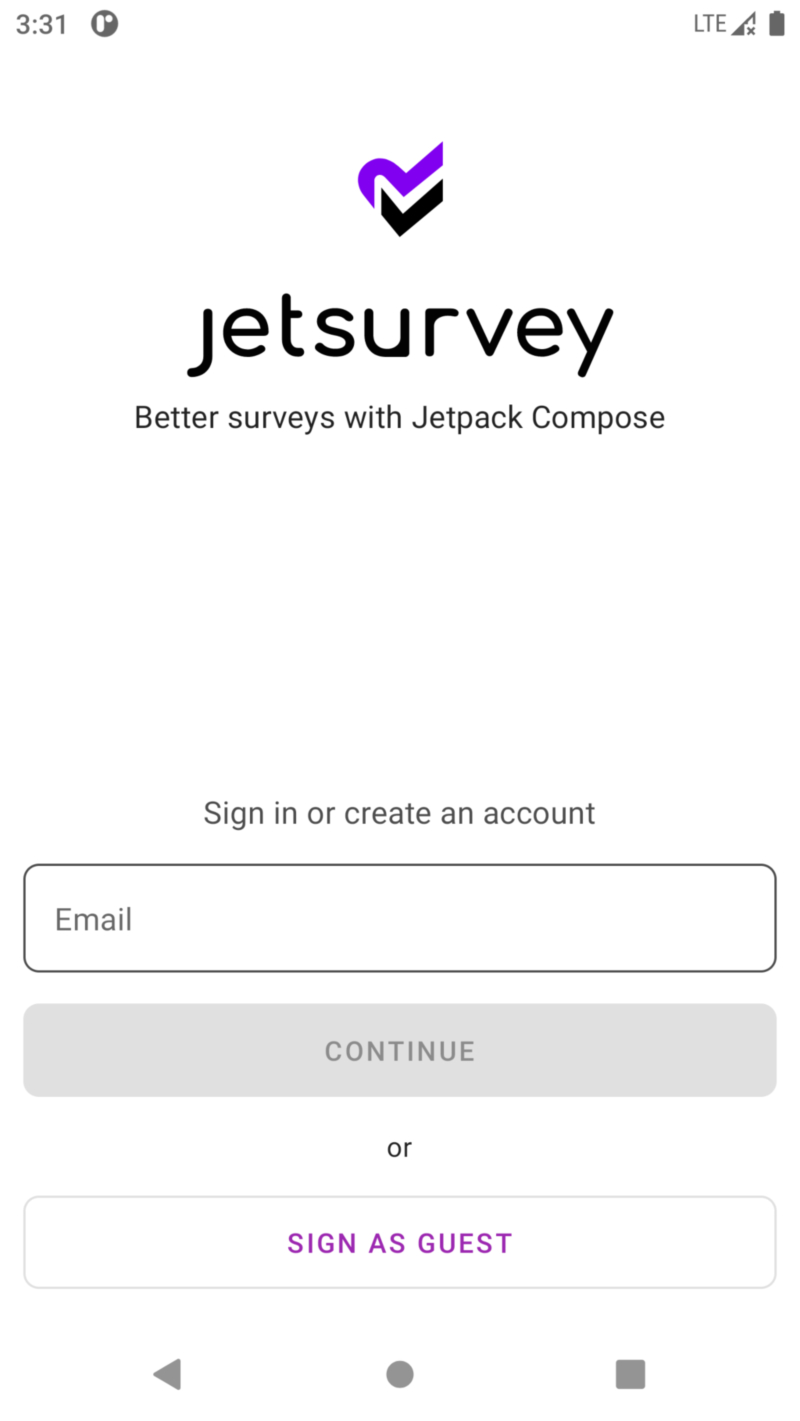 3:31 LTE
jetsurvey
Better surveys with Jetpack Compose
Sign in or create an account
Email
CONTINUE
or
SIGN AS GUEST